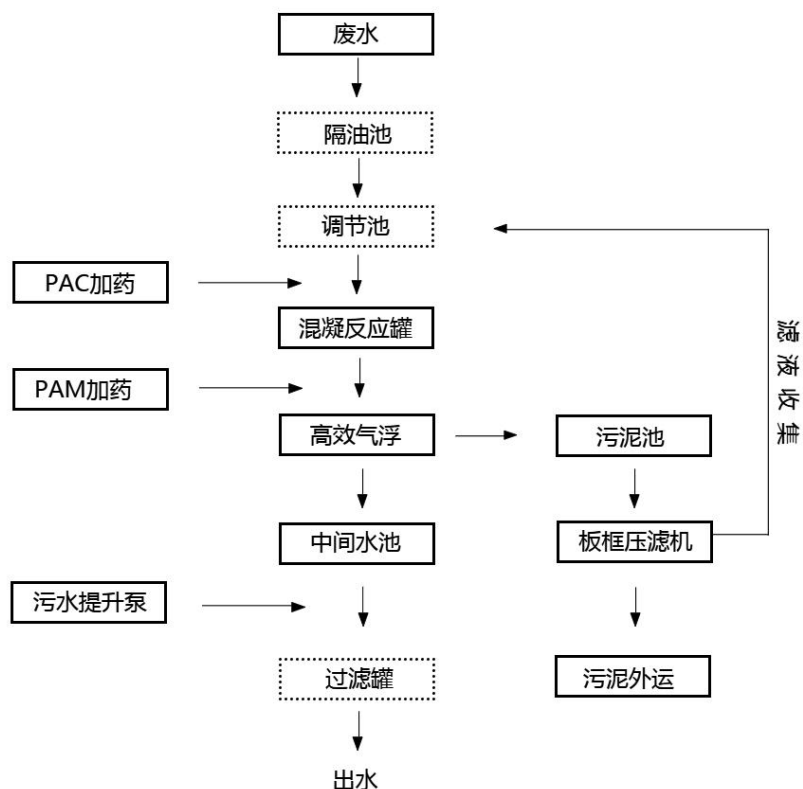 废水
隔油池
调节池
PAC加药
混凝反应罐
PAM加药
高效气浮
污泥池
滤液收集
中间水池
板框压滤机
污水提升泵
过滤罐
污泥外运
出水